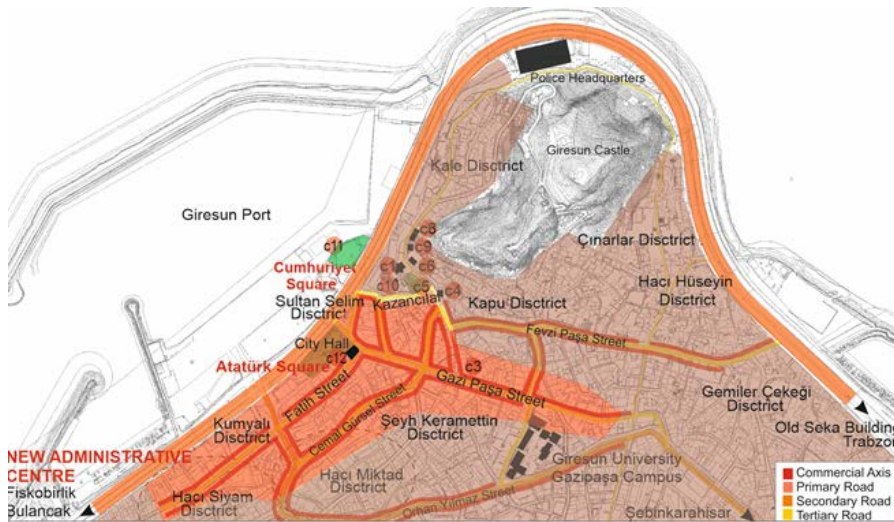 Police Headquarters
Giresun Castle
Kale Disctrict
Giresun Port
c11
c8
c9
c1
c6
c10
c5
c4
Çınarlar Disctrict
Cumhuriyet
Square
Hacı Hüseyin
Disctrict
Sultan Selim
Disctrict
Kazancılar
Kapu Disctrict
City Hall
c12
Fevzi Paşa Street
Atatürk Square
c3
Gazi Paşa Street
Fatih Street
Cemal Gürsel Street
Gemiler Çekeği
Disctrict
Kumyalı
Disctrict
Şeyh Keramettin
Disctrict
Old Seka Building
Trabzon
NEW ADMINISTRATIVE
CENTRE
Fiskobirlik
Bulancak
Hacı Miktad
Disctrict
Giresun University
Gazipaşa Campus
Hacı Siyam
Disctrict
Orhan Yılmaz Street
Şebinkarahisar
Commercial Axis
Primary Road
Secondary Road
Tertiary Road